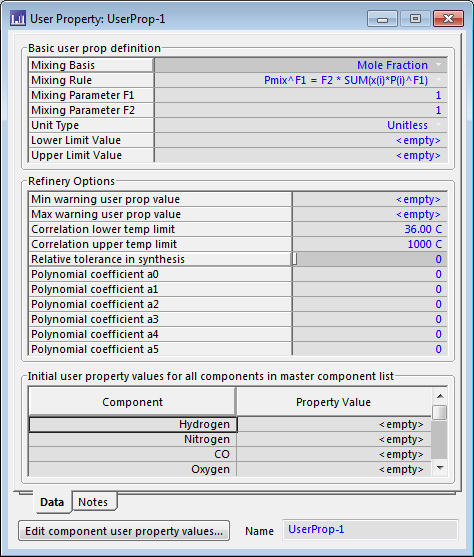 User Property: UserProp-1
Basic user prop definition
Mixing Basis Mole Fraction
Mixing Rule Pmix^F1 = F2 * SUM(x(i)*P(i)^F1)
Mixing Parameter F1 1
Mixing Parameter F2 1
Unit Type Unitless
Lower Limit Value <empty>
Upper Limit Value <empty>
Refinery Options
Min warning user prop value <empty>
Max warning user prop value <empty>
Correlation lower temp limit 36.00 C
Correlation upper temp limit 1000 C
Relative tolerance in synthesis 0
Polynomial coefficient a0 0
Polynomial coefficient a1 0
Polynomial coefficient a2 0
Polynomial coefficient a3 0
Polynomial coefficient a4 0
Polynomial coefficient a5 0
Initial user property values for all components in master component list
Component Property Value
Hydrogen <empty>
Nitrogen <empty>
CO <empty>
Oxygen <empty>
Data Notes
Edit component user property values... Name UserProp-1